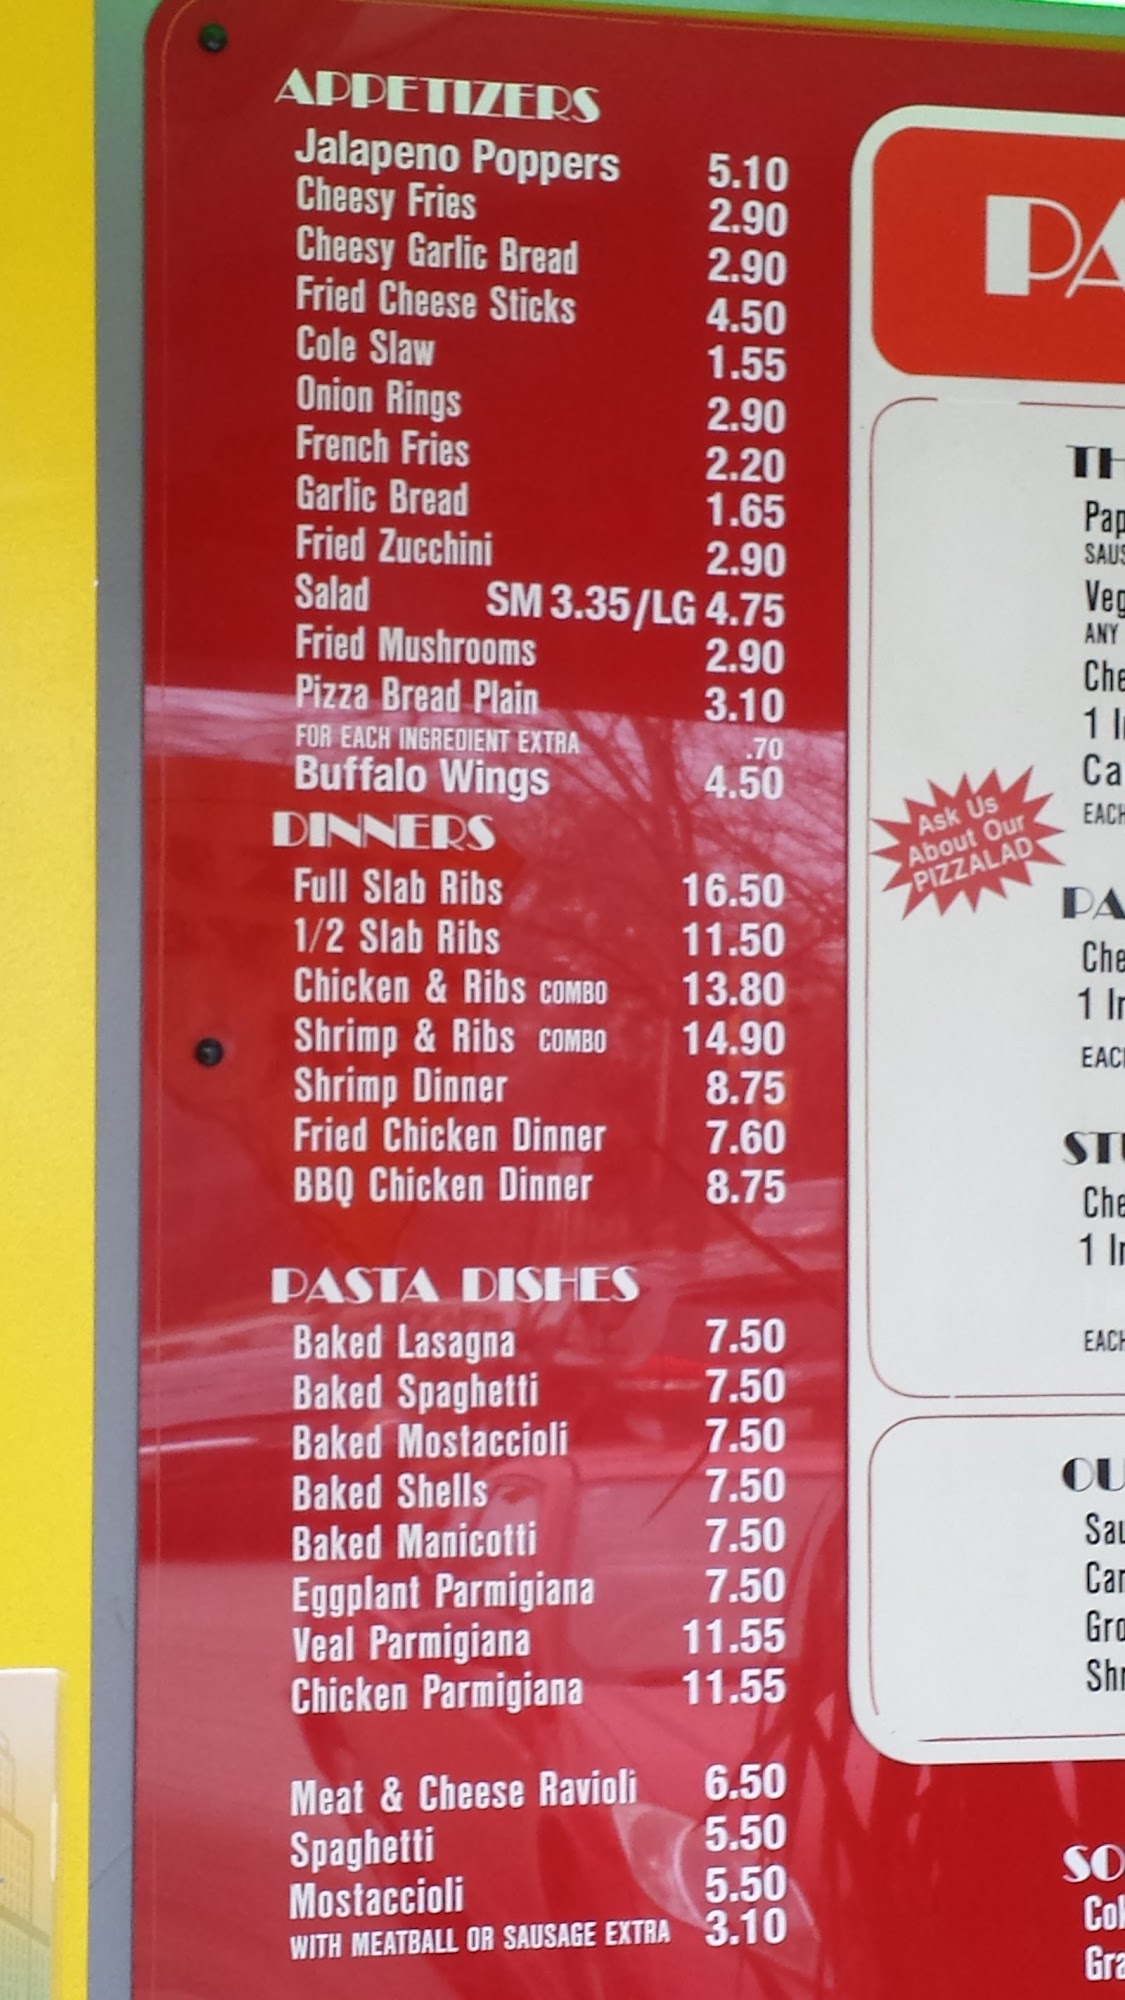 APPETIZERS
Jalapeno Poppers 5.10
Cheesy Fries 2.90
Cheesy Garlic Bread 2.90
Fried Cheese Sticks 4.50
Cole Slaw 1.55
Onion Rings 2.90
French Fries 2.20
Garlic Bread 1.65
Fried Zucchini 2.90
Salad SM 3.35/LG 4.75
Fried Mushrooms 2.90
Pizza Bread Plain 3.10
FOR EACH INGREDIENT EXTRA .70
Buffalo Wings 4.50
DINNERS
Full Slab Ribs 16.50
1/2 Slab Ribs 11.50
Chicken & Ribs COMBO 13.80
Shrimp & Ribs COMBO 14.90
Shrimp Dinner 8.75
Fried Chicken Dinner 7.60
BBQ Chicken Dinner 8.75
PASTA DISHES
Baked Lasagna 7.50
Baked Spaghetti 7.50
Baked Mostaccioli 7.50
Baked Shells 7.50
Baked Manicotti 7.50
Eggplant Parmigiana 7.50
Veal Parmigiana 11.55
Chicken Parmigiana 11.55
Meat & Cheese Ravioli 6.50
Spaghetti 5.50
Mostaccioli 5.50
WITH MEATBALL OR SAUSAGE EXTRA 3.10
Ask Us
About Our
PIZZALAD
ANY
1
EACH
1
1
EACH